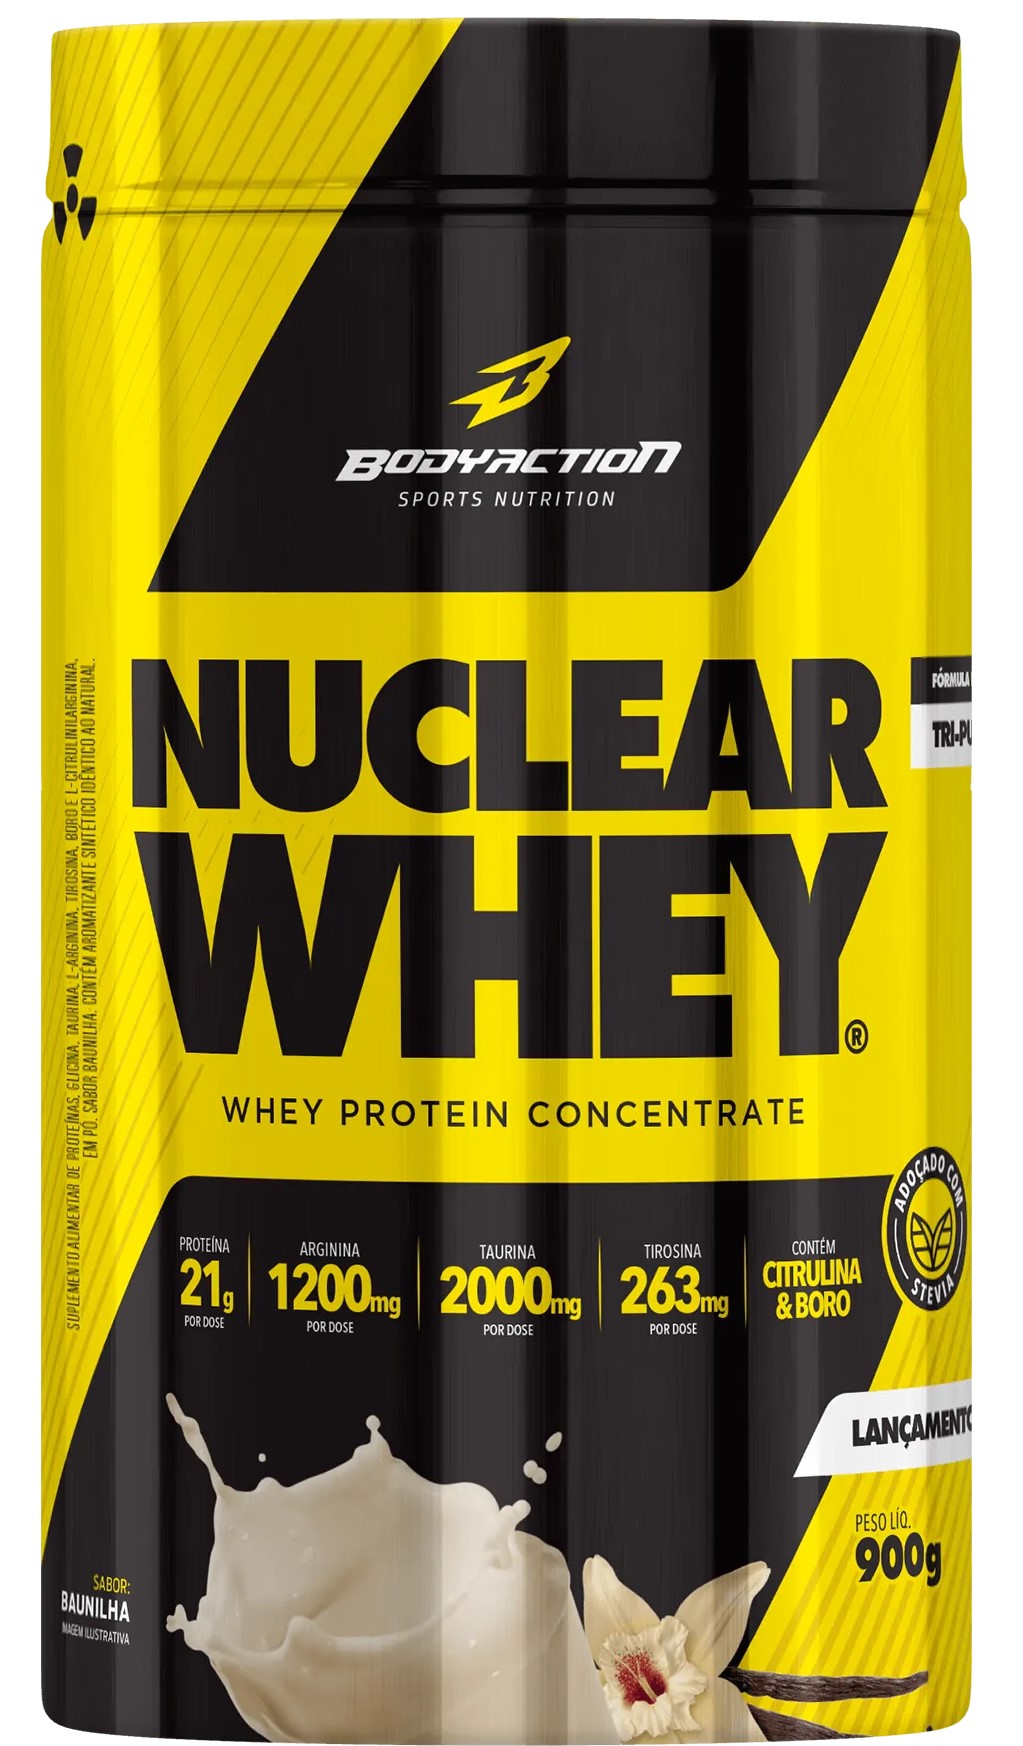 BODYACTION
SPORTS NUTRITION
NUCLEAR
WHEY®
WHEY PROTEIN CONCENTRATE
FÓRMULA
TRI-PU
SUPLEMENTO ALIMENTAR DE PROTEÍNAS, GLICINA, TAURINA, L-ARGININA, TIROSINA, BORO E L-CITRULINILARGININA,
EM PÓ. SABOR BAUNILHA. CONTÉM AROMATIZANTE SINTÉTICO IDÊNTICO AO NATURAL.
PROTEÍNA
21g
POR DOSE
ARGININA
1200mg
POR DOSE
TAURINA
2000mg
POR DOSE
TIROSINA
263mg
POR DOSE
CONTÉM
CITRULINA
& BORO
ADOÇADO COM
STEVIA
LANÇAMENTO
PESO LÍQ.
900g
SABOR:
BAUNILHA
IMAGEM ILUSTRATIVA